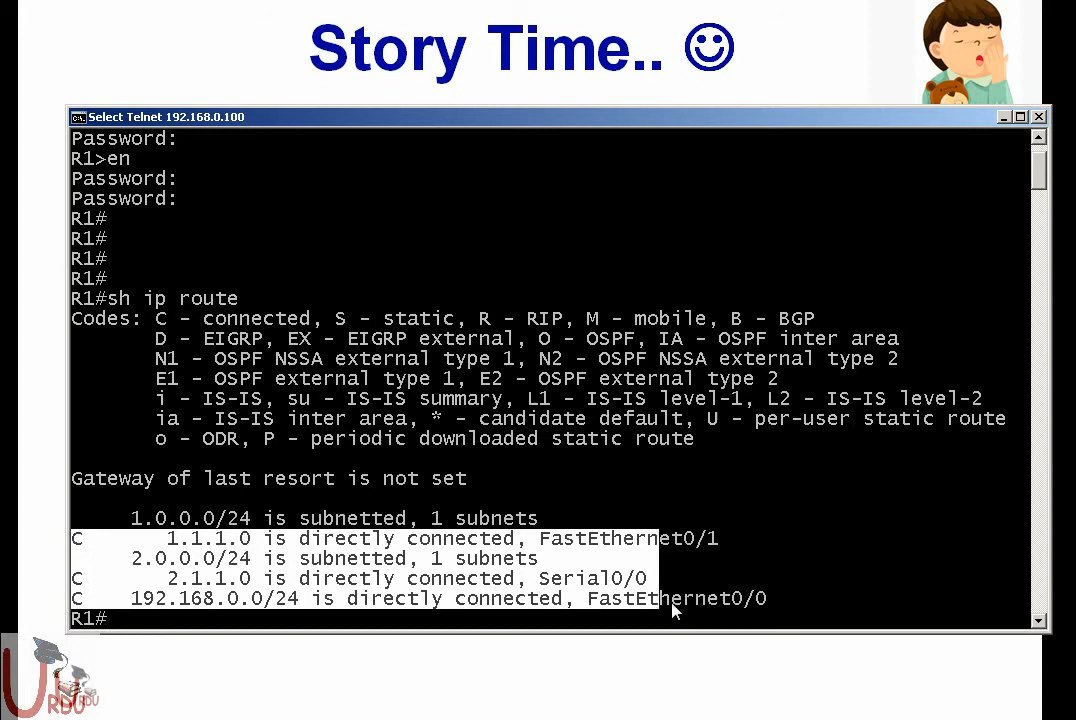 Story Time.. ☺
Select Telnet 192.168.0.100
Password:
R1>en
Password:
Password:
R1#
R1#
R1#
R1#
R1#sh ip route
Codes: C - connected, S - static, R - RIP, M - mobile, B - BGP
       D - EIGRP, EX - EIGRP external, O - OSPF, IA - OSPF inter area
       N1 - OSPF NSSA external type 1, N2 - OSPF NSSA external type 2
       E1 - OSPF external type 1, E2 - OSPF external type 2
       i - IS-IS, su - IS-IS summary, L1 - IS-IS level-1, L2 - IS-IS level-2
       ia - IS-IS inter area, * - candidate default, U - per-user static route
       o - ODR, P - periodic downloaded static route
Gateway of last resort is not set
     1.0.0.0/24 is subnetted, 1 subnets
C       1.1.1.0 is directly connected, FastEthernet0/1
     2.0.0.0/24 is subnetted, 1 subnets
C       2.1.1.0 is directly connected, Serial0/0
C    192.168.0.0/24 is directly connected, FastEthernet0/0
R1#
U
RDU